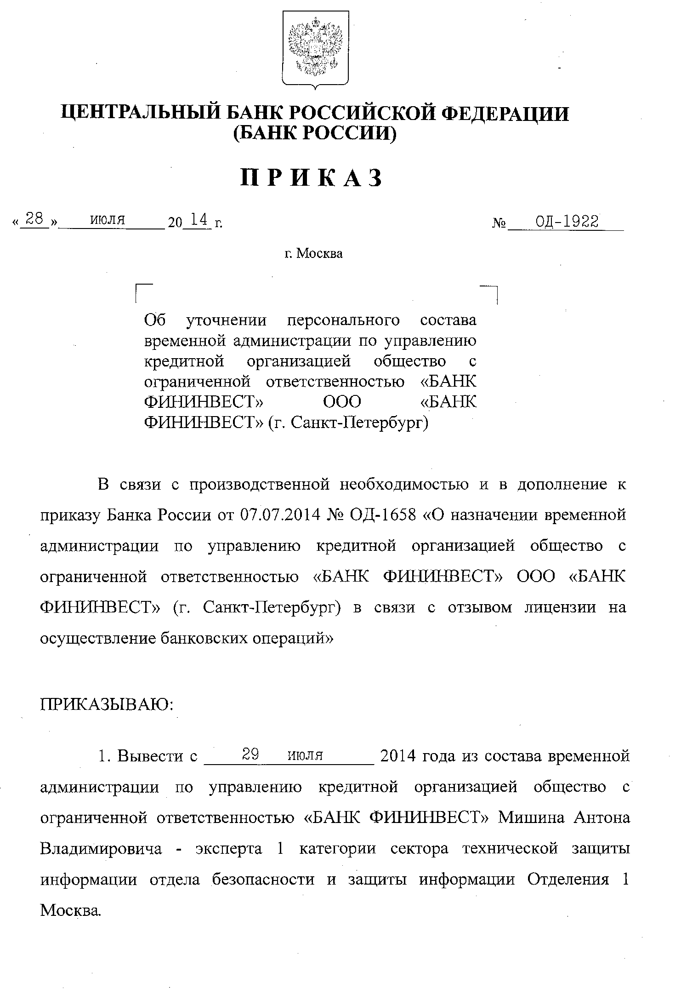 ЦЕНТРАЛЬНЫЙ БАНК РОССИЙСКОЙ ФЕДЕРАЦИИ
(БАНК РОССИИ)
ПРИКАЗ
«28» июля 2014 г. № ОД-1922
г. Москва
Об уточнении персонального состава
временной администрации по управлению
кредитной организацией общество с
ограниченной ответственностью «БАНК
ФИНИНВЕСТ» ООО «БАНК
ФИНИНВЕСТ» (г. Санкт-Петербург)
В связи с производственной необходимостью и в дополнение к
приказу Банка России от 07.07.2014 № ОД-1658 «О назначении временной
администрации по управлению кредитной организацией общество с
ограниченной ответственностью «БАНК ФИНИНВЕСТ» ООО «БАНК
ФИНИНВЕСТ» (г. Санкт-Петербург) в связи с отзывом лицензии на
осуществление банковских операций»
ПРИКАЗЫВАЮ:
1. Вывести с 29 июля 2014 года из состава временной
администрации по управлению кредитной организацией общество с
ограниченной ответственностью «БАНК ФИНИНВЕСТ» Мишина Антона
Владимировича - эксперта 1 категории сектора технической защиты
информации отдела безопасности и защиты информации Отделения 1
Москва.